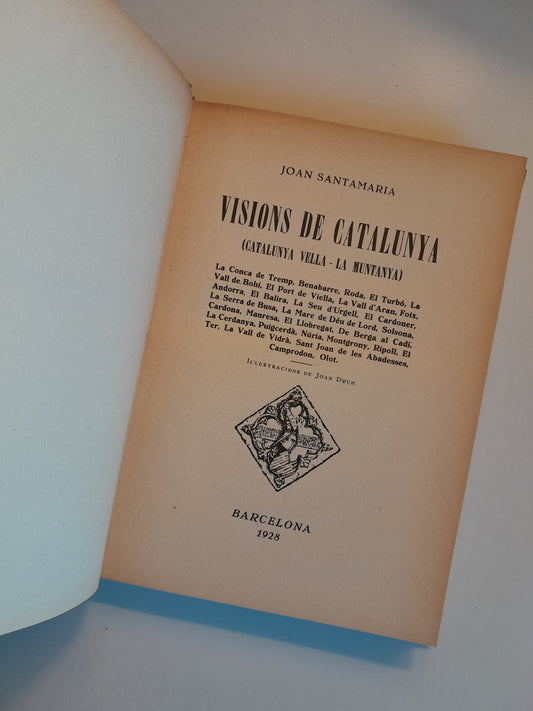 JOAN SANTAMARIA
VISIONS DE CATALUNYA
(CATALUNYA VELLA - LA MUNTANYA)
La Conca de Tremp, Benabarre, Roda, El Turbó, La
Vall de Bohí, El Port de Viella, La Vall d'Aran, Foix,
Andorra, El Balira, La Seu d'Urgell, El Cardoner,
La Serra de Busa, La Mare de Déu de Lord, Solsona,
Cardona, Manresa, El Llobregat, De Berga al Cadí,
La Cerdanya, Puigcerdà, Núria, Montgrony, Ripoll, El
Ter, La Vall de Vidrà, Sant Joan de les Abadesses,
Camprodon, Olot.
IL'LUSTRACIONS DE JOAN DUCH
BARCELONA
1928